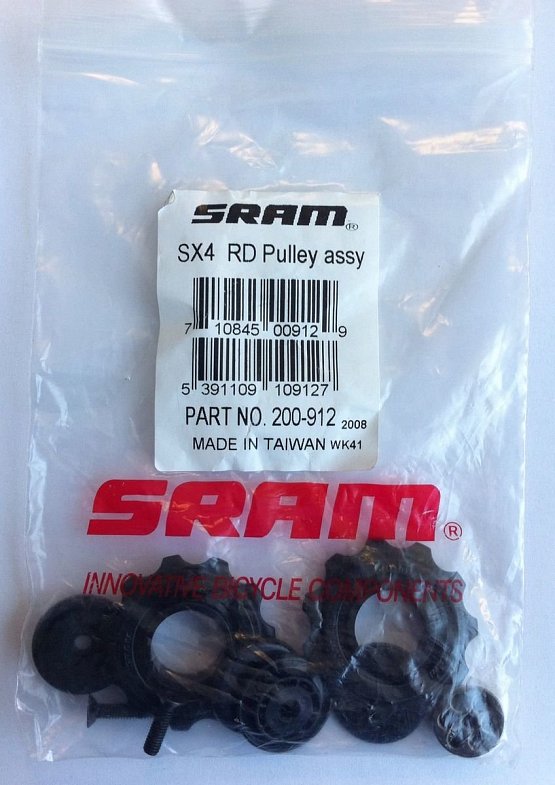 SRAM®
SX4 RD Pulley assy
7 10845 00912 9
5 391109 109127
PART NO. 200-912 2008
MADE IN TAIWAN WK41
SRAM®
INNOVATIVE BICYCLE COMPONENTS